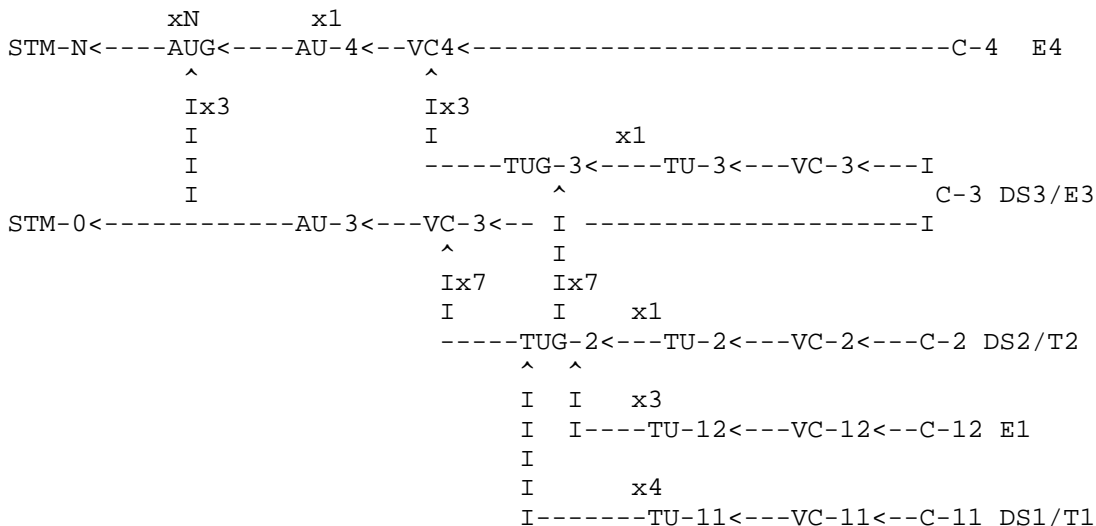 xN          x1
STM-N<----AUG<----AU-4<--VC4<------------------------------C-4  E4
            ^              ^
            Ix3            Ix3
            I              I           x1
            I              -----TUG-3<----TU-3<---VC-3<---I
            I                       ^                      C-3 DS3/E3
STM-0<------------AU-3<---VC-3<-- I ---------------------I
                            ^      I
                            Ix7    Ix7
                            I      I    x1
                            -----TUG-2<---TU-2<---VC-2<---C-2 DS2/T2
                                 ^  ^
                                 I  I   x3
                                 I  I----TU-12<---VC-12<--C-12 E1
                                 I
                                 I      x4
                                 I-------TU-11<---VC-11<--C-11 DS1/T1